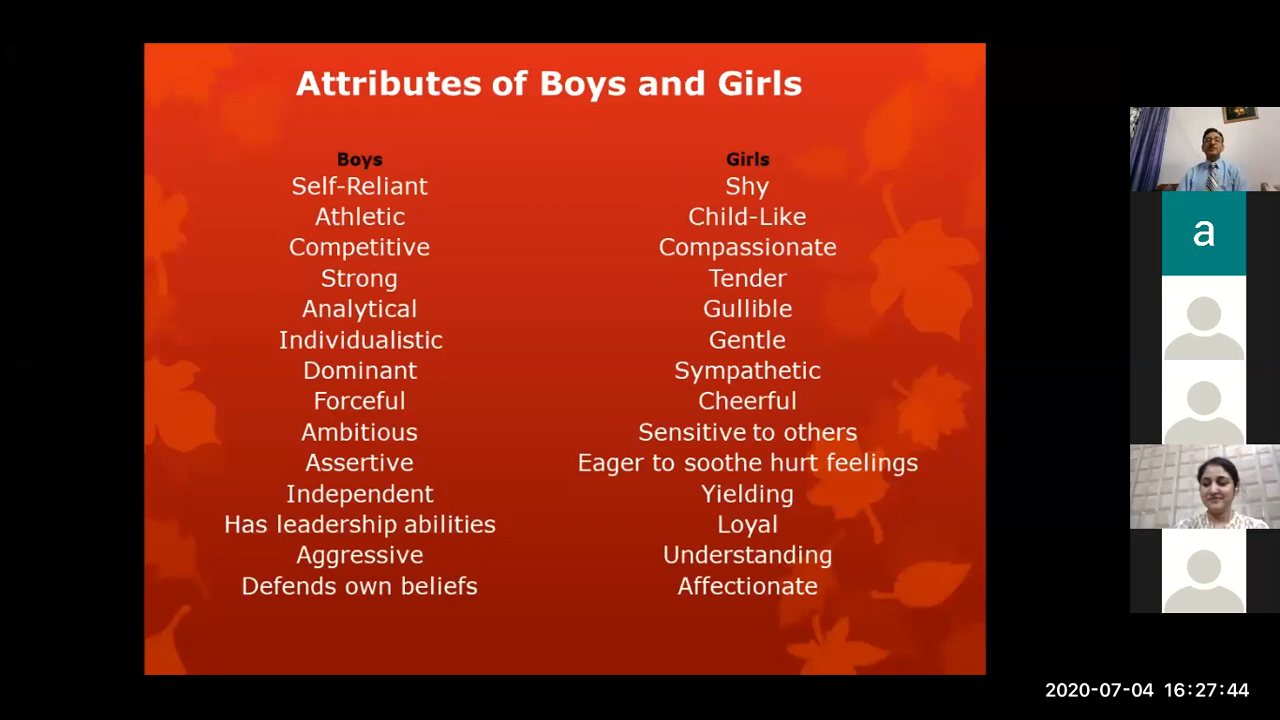 Attributes of Boys and Girls
Boys
Self-Reliant
Athletic
Competitive
Strong
Analytical
Individualistic
Dominant
Forceful
Ambitious
Assertive
Independent
Has leadership abilities
Aggressive
Defends own beliefs
Girls
Shy
Child-Like
Compassionate
Tender
Gullible
Gentle
Sympathetic
Cheerful
Sensitive to others
Eager to soothe hurt feelings
Yielding
Loyal
Understanding
Affectionate
a
2020-07-04 16:27:44